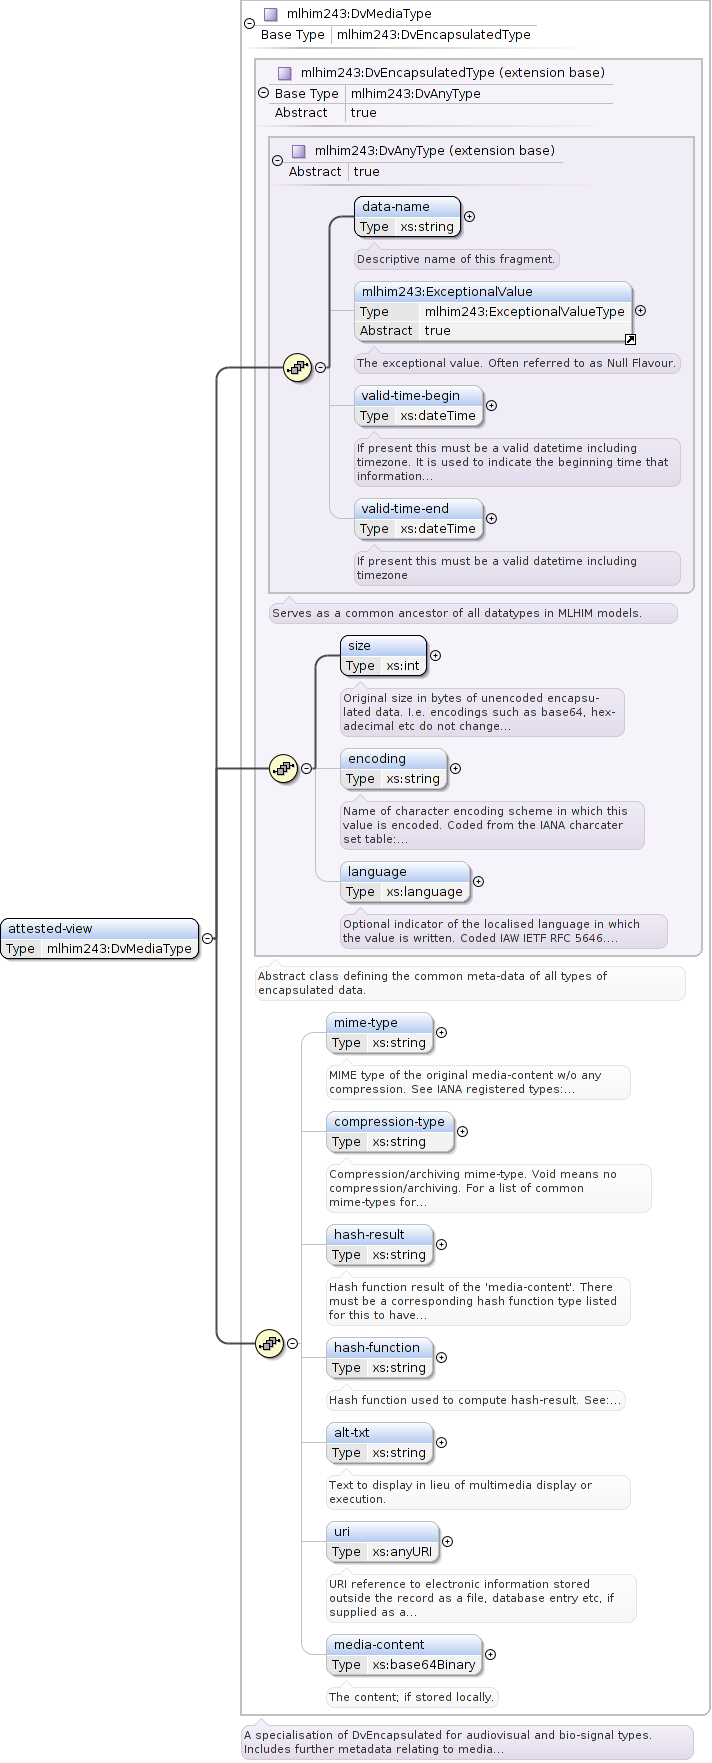 mlhim243:DvMediaType
Base Type mlhim243:DvEncapsulatedType
mlhim243:DvEncapsulatedType (extension base)
Base Type mlhim243:DvAnyType
Abstract true
mlhim243:DvAnyType (extension base)
Abstract true
data-name
Type xs:string
Descriptive name of this fragment.
mlhim243:ExceptionalValue
Type mlhim243:ExceptionalValueType
Abstract true
The exceptional value. Often referred to as Null Flavour.
valid-time-begin
Type xs:dateTime
If present this must be a valid datetime including
timezone. It is used to indicate the beginning time that
information...
valid-time-end
Type xs:dateTime
If present this must be a valid datetime including
timezone
Serves as a common ancestor of all datatypes in MLHIM models.
size
Type xs:int
Original size in bytes of unencoded encapsu-
lated data. I.e. encodings such as base64, hex-
adecimal etc do not change...
encoding
Type xs:string
Name of character encoding scheme in which this
value is encoded. Coded from the IANA charcater
set table:...
language
Type xs:language
Optional indicator of the localised language in which
the value is written. Coded IAW IETF RFC 5646....
attested-view
Type mlhim243:DvMediaType
Abstract class defining the common meta-data of all types of
encapsulated data.
mime-type
Type xs:string
MIME type of the original media-content w/o any
compression. See IANA registered types:...
compression-type
Type xs:string
Compression/archiving mime-type. Void means no
compression/archiving. For a list of common
mime-types for...
hash-result
Type xs:string
Hash function result of the 'media-content'. There
must be a corresponding hash function type listed
for this to have...
hash-function
Type xs:string
Hash function used to compute hash-result. See:...
alt-txt
Type xs:string
Text to display in lieu of multimedia display or
execution.
uri
Type xs:anyURI
URI reference to electronic information stored
outside the record as a file, database entry etc, if
supplied as a...
media-content
Type xs:base64Binary
The content; if stored locally.
A specialisation of DvEncapsulated for audiovisual and bio-signal types.
Includes further metadata relating to media...